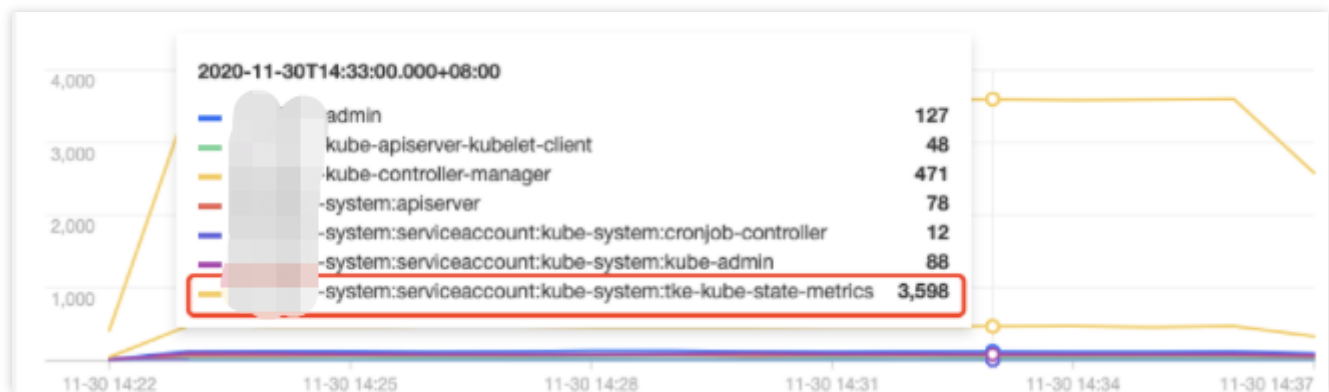 4,000
3,000
2,000
1,000
2020-11-30T14:33:00.000+08:00
admin 127
-kube-apiserver-kubelet-client 48
-kube-controller-manager 471
-system:apiserver 78
-system:serviceaccount:kube-system:cronjob-controller 12
-system:serviceaccount:kube-system:kube-admin 88
-system:serviceaccount:kube-system:tke-kube-state-metrics 3,598
11-30 14:22 11-30 14:25 11-30 14:28 11-30 14:31 11-30 14:34 11-30 14:37